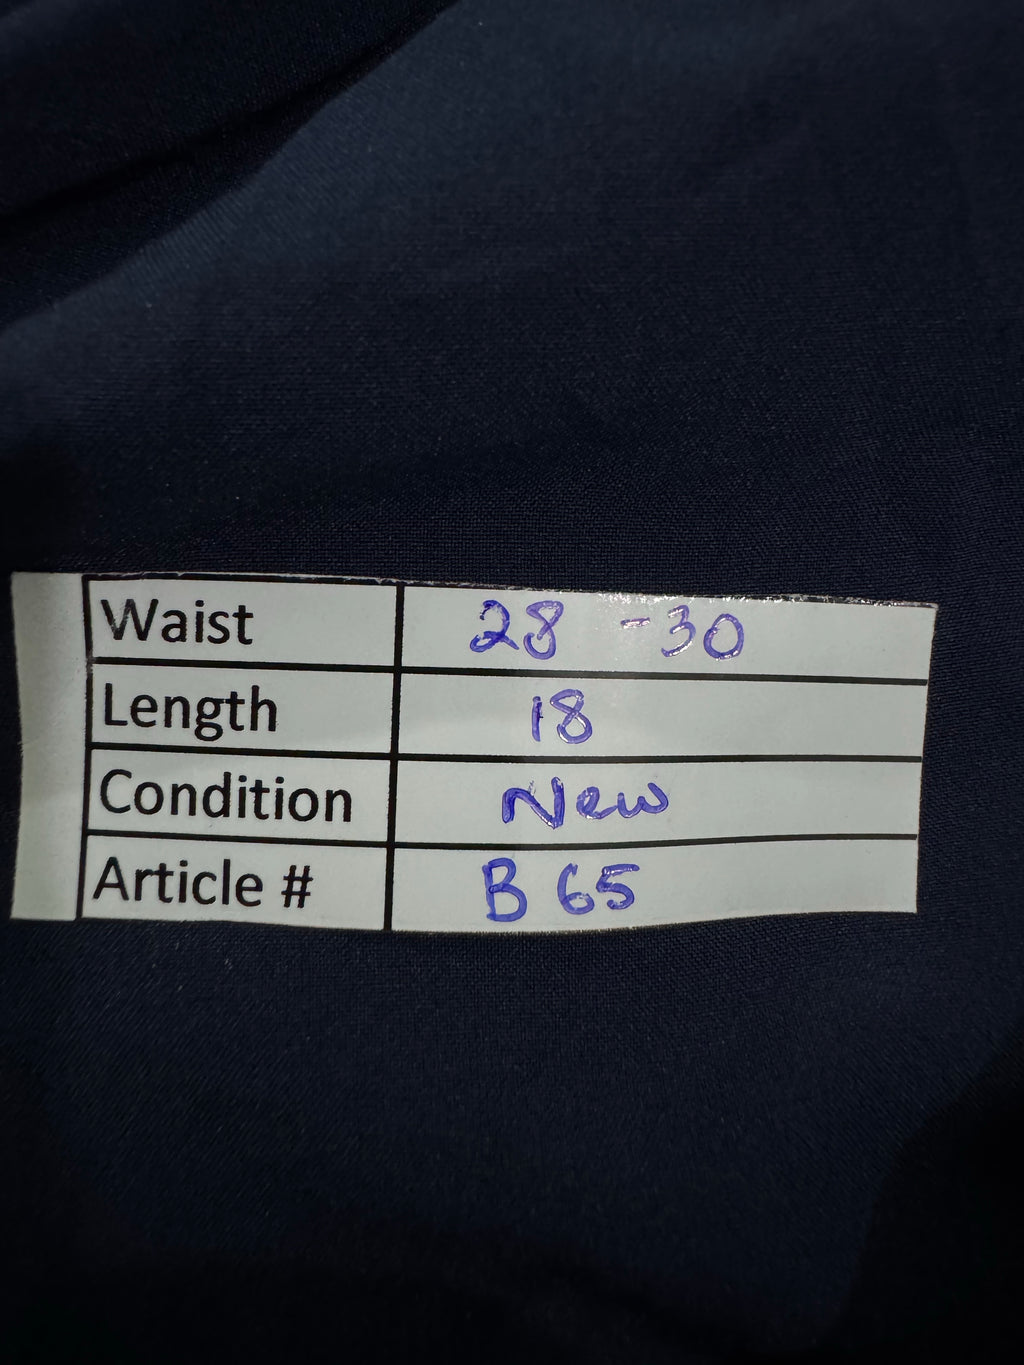 Waist 28 - 30
Length 18
Condition New
Article # B 65